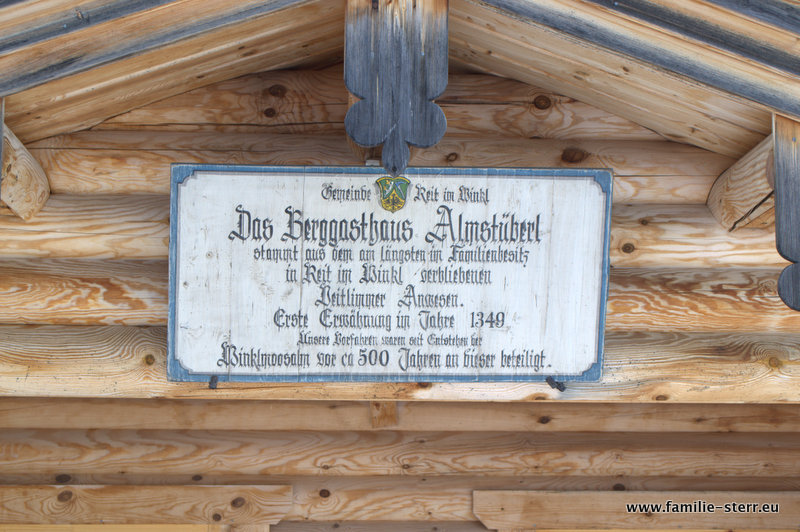 Gemeinde Reit im Winkl
Das Berggasthaus Almstüberl
stammt aus dem am längsten im Familienbesitz
in Reit im Winkl verbliebenen
Veitlimmer Anwesen.
Erste Erwähnung im Jahre 1349
Unsere Vorfahren waren seit Entstehen der
Winklmoosalm vor ca 500 Jahren an dieser beteiligt.
www.familie-sterr.eu